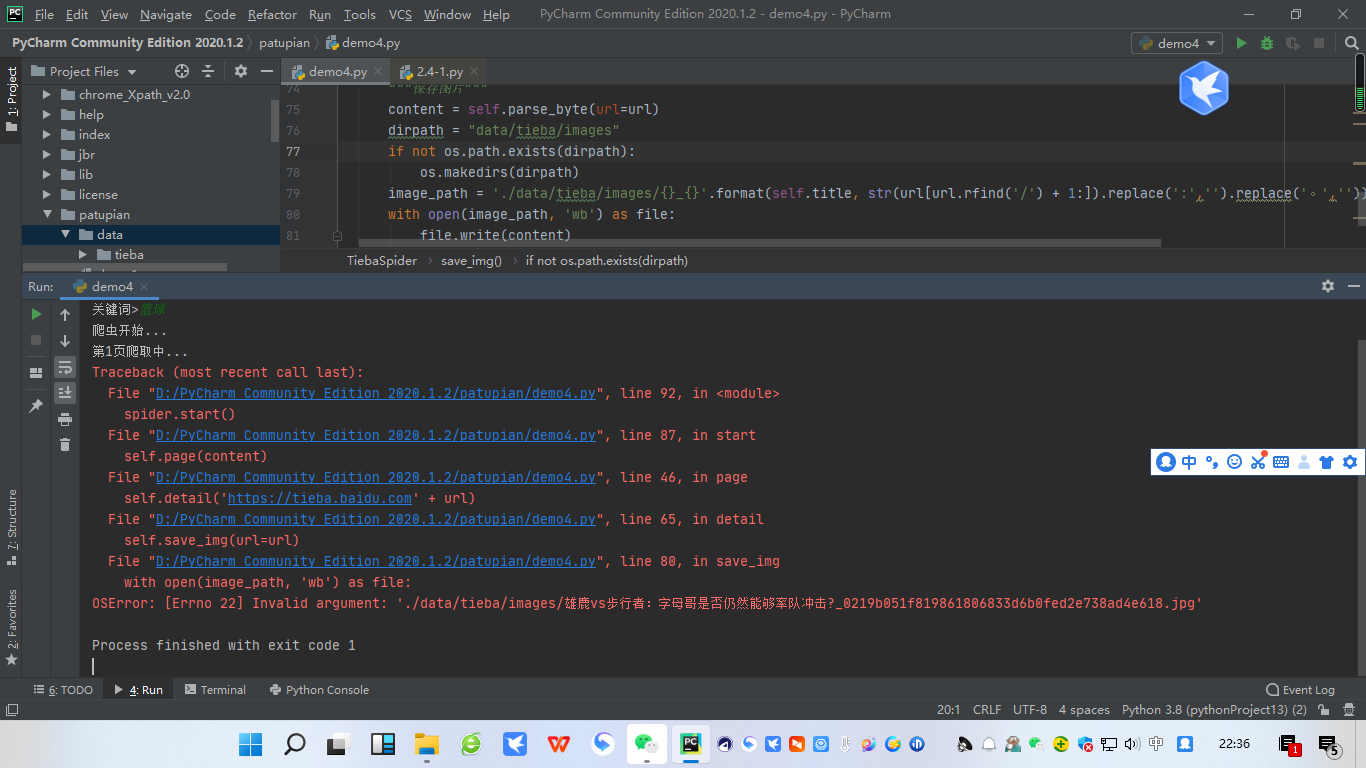 File Edit View Navigate Code Refactor Run Tools VCS Window Help PyCharm Community Edition 2020.1.2 - demo4.py - PyCharm
PyCharm Community Edition 2020.1.2 patupian demo4.py demo4
1: Project
Project Files
demo4.py 2.4-1.py
chrome_Xpath_v2.0
help
index
jbr
lib
license
patupian
data
tieba
74 """保存图片"""
75 content = self.parse_byte(url=url)
76 dirpath = "data/tieba/images"
77 if not os.path.exists(dirpath):
78 os.makedirs(dirpath)
79 image_path = './data/tieba/images/{}_{}'.format(self.title, str(url[url.rfind('/') + 1:]).replace(':','').replace('。',''))
80 with open(image_path, 'wb') as file:
81 file.write(content)
TiebaSpider save_img() if not os.path.exists(dirpath)
Run: demo4
关键词>篮球
爬虫开始...
第1页爬取中...
Traceback (most recent call last):
File "D:/PyCharm Community Edition 2020.1.2/patupian/demo4.py", line 92, in <module>
spider.start()
File "D:/PyCharm Community Edition 2020.1.2/patupian/demo4.py", line 87, in start
self.page(content)
File "D:/PyCharm Community Edition 2020.1.2/patupian/demo4.py", line 46, in page
self.detail('https://tieba.baidu.com' + url)
File "D:/PyCharm Community Edition 2020.1.2/patupian/demo4.py", line 65, in detail
self.save_img(url=url)
File "D:/PyCharm Community Edition 2020.1.2/patupian/demo4.py", line 80, in save_img
with open(image_path, 'wb') as file:
OSError: [Errno 22] Invalid argument: './data/tieba/images/雄鹿vs步行者：字母哥是否仍然能够率队冲击?_0219b051f819861806833d6b0fed2e738ad4e618.jpg'
Process finished with exit code 1
7: Structure
2: Favorites
中
6: TODO 4: Run Terminal Python Console Event Log
20:1 CRLF UTF-8 4 spaces Python 3.8 (pythonProject13) (2)
中 22:36 1 5